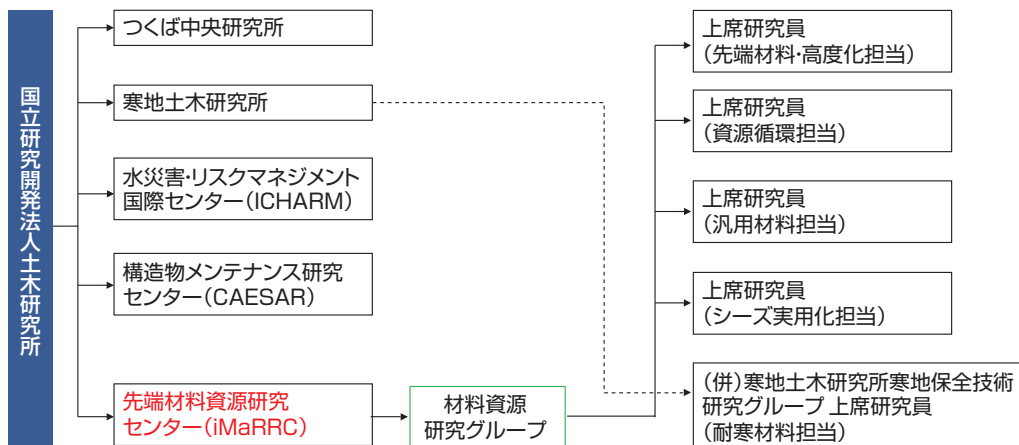 国立研究開発法人土木研究所
つくば中央研究所
寒地土木研究所
水災害・リスクマネジメント
国際センター（ICHARM）
構造物メンテナンス研究
センター（CAESAR）
先端材料資源研究
センター（iMaRRC）
材料資源
研究グループ
上席研究員
（先端材料・高度化担当）
上席研究員
（資源循環担当）
上席研究員
（汎用材料担当）
上席研究員
（シーズ実用化担当）
（併）寒地土木研究所寒地保全技術
研究グループ 上席研究員
（耐寒材料担当）